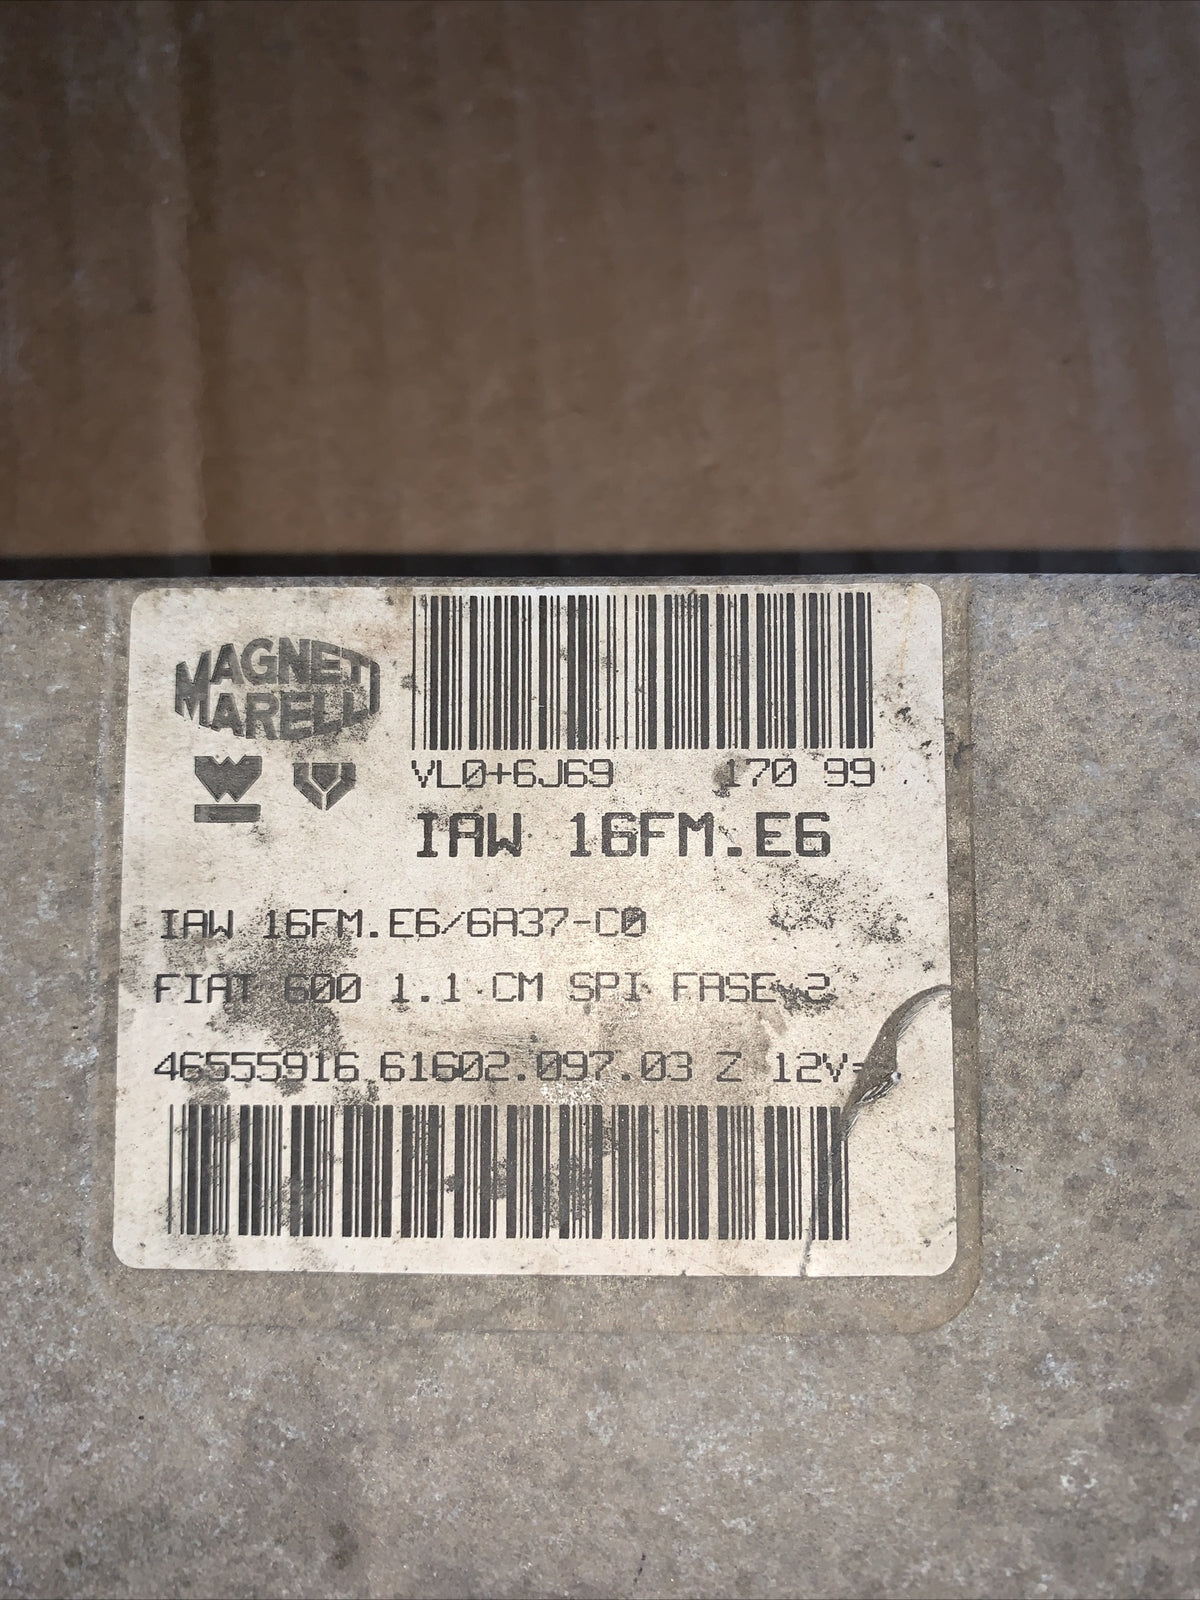 MAGNETI
MARELLI
VL0+6J69 170 99
IAW 16FM.E6
IAW 16FM.E6/6A37-C0
FIAT 600 1.1 CM SPI FASE 2
46555916 61602.097.03 Z 12V=